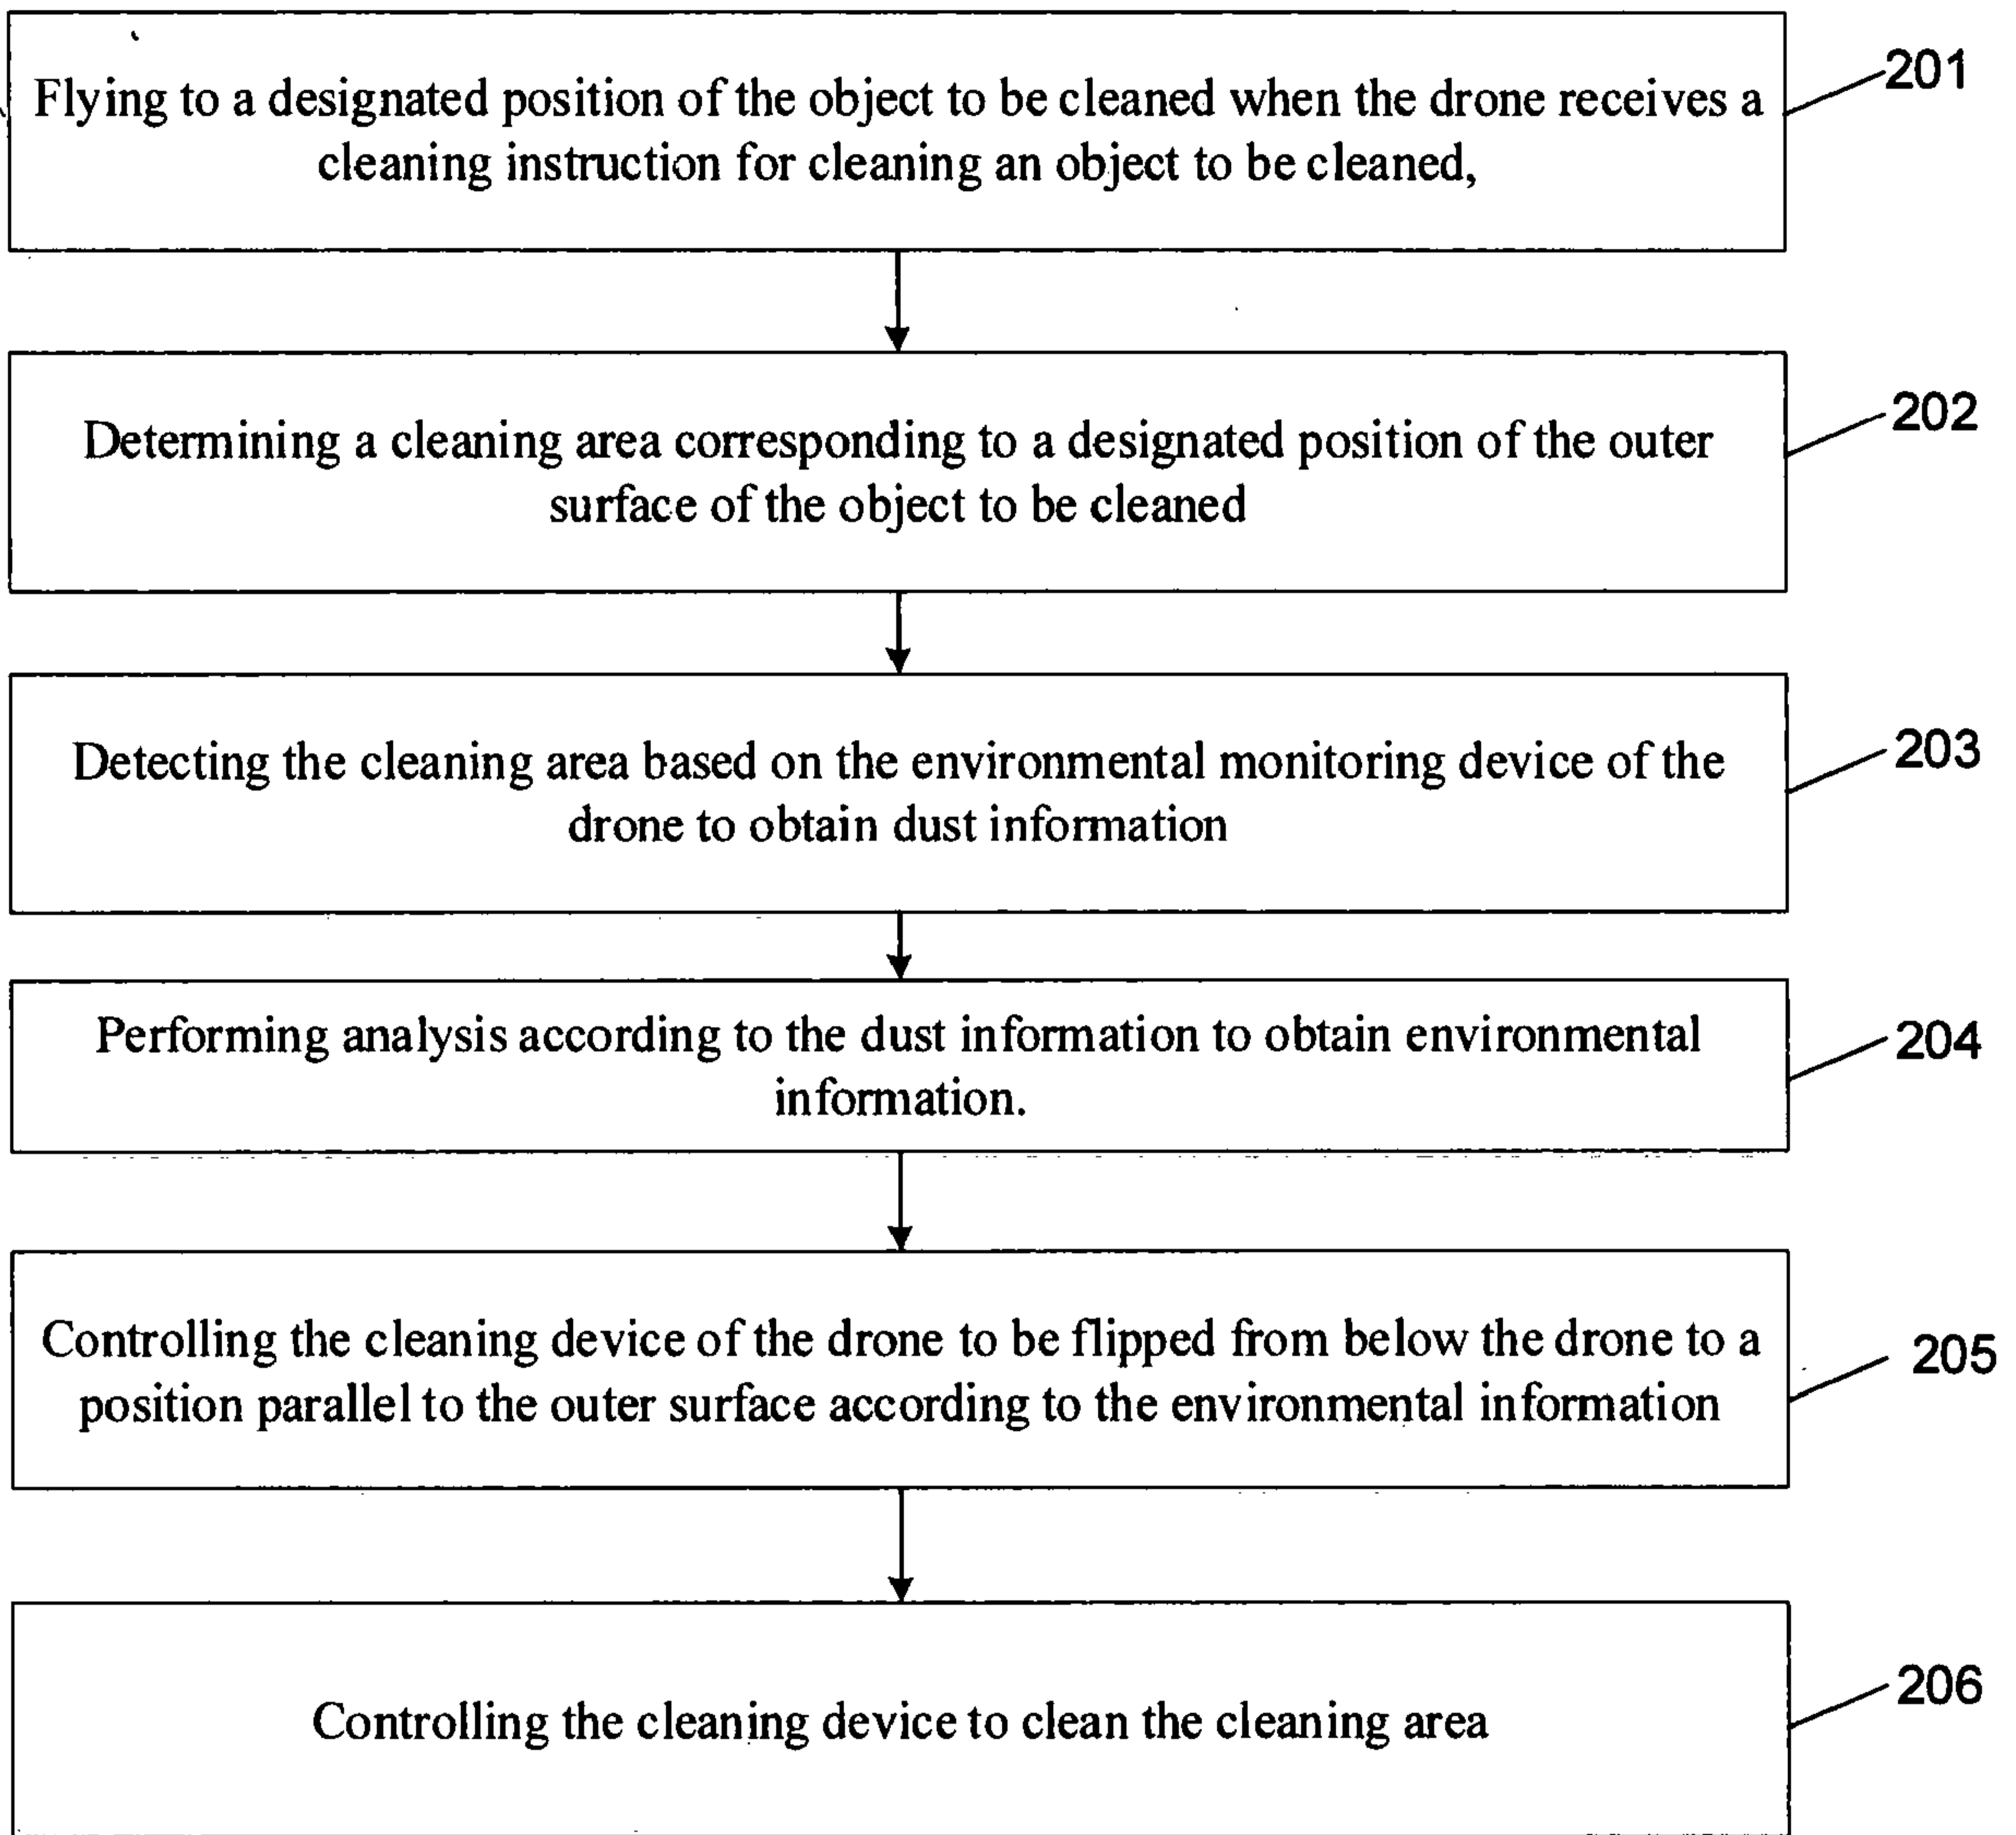 Flying to a designated position of the object to be cleaned when the drone receives a
cleaning instruction for cleaning an object to be cleaned,
201
Determining a cleaning area corresponding to a designated position of the outer
surface of the object to be cleaned
202
Detecting the cleaning area based on the environmental monitoring device of the
drone to obtain dust information
203
Performing analysis according to the dust information to obtain environmental
information.
204
Controlling the cleaning device of the drone to be flipped from below the drone to a
position parallel to the outer surface according to the environmental information
205
Controlling the cleaning device to clean the cleaning area
206